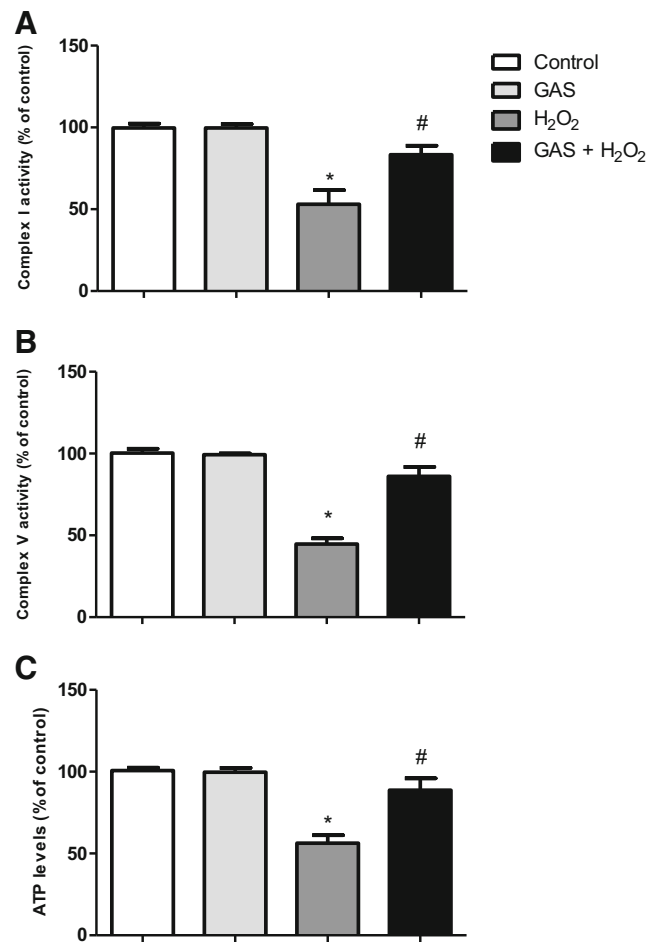 A
Complex I activity (% of control)
150
100
50
0
*
#
Control
GAS
H₂O₂
GAS + H₂O₂
B
Complex V activity (% of control)
150
100
50
0
*
#
C
ATP levels (% of control)
150
100
50
0
*
#